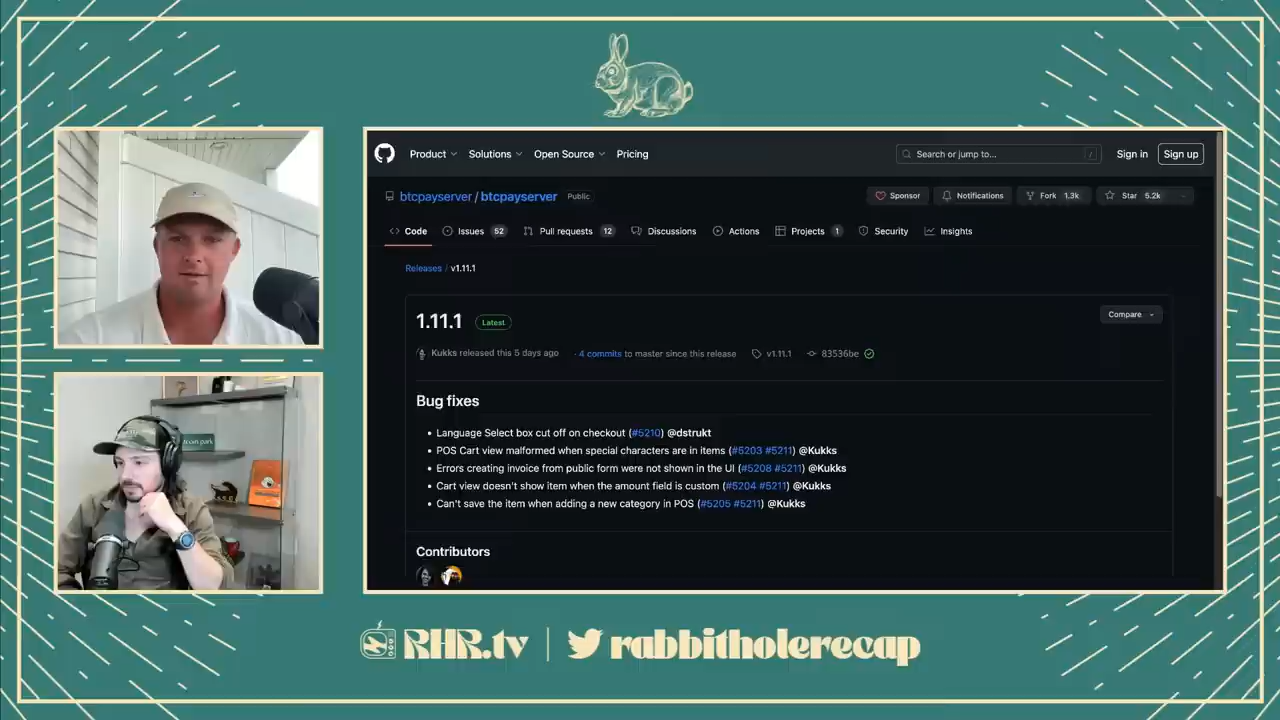 Product Solutions Open Source Pricing
Search or jump to... /
Sign in Sign up
btcpayserver / btcpayserver Public
Sponsor Notifications Fork 1.3k Star 5.2k
Code Issues 52 Pull requests 12 Discussions Actions Projects 1 Security Insights
Releases / v1.11.1
1.11.1 Latest
Compare
Kukks released this 5 days ago · 4 commits to master since this release v1.11.1 83536be
Bug fixes
• Language Select box cut off on checkout (#5210) @dstrukt
• POS Cart view malformed when special characters are in items (#5203 #5211) @Kukks
• Errors creating invoice from public form were not shown in the UI (#5208 #5211) @Kukks
• Cart view doesn't show item when the amount field is custom (#5204 #5211) @Kukks
• Can't save the item when adding a new category in POS (#5205 #5211) @Kukks
Contributors
RHR.tv | rabbitholerecap